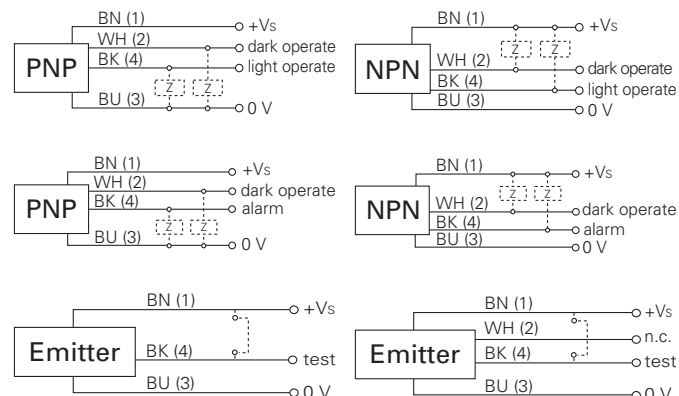 BN (1) +Vs
WH (2) dark operate
PNP BK (4) light operate
Z Z
BU (3) 0 V
BN (1) +Vs
Z Z
NPN WH (2) dark operate
BK (4) light operate
BU (3) 0 V
BN (1) +Vs
WH (2) dark operate
PNP BK (4) alarm
Z Z
BU (3) 0 V
BN (1) +Vs
Z Z
NPN WH (2) dark operate
BK (4) alarm
BU (3) 0 V
BN (1) +Vs
Emitter BK (4) test
BU (3) 0 V
BN (1) +Vs
WH (2) n.c.
Emitter BK (4) test
BU (3) 0 V